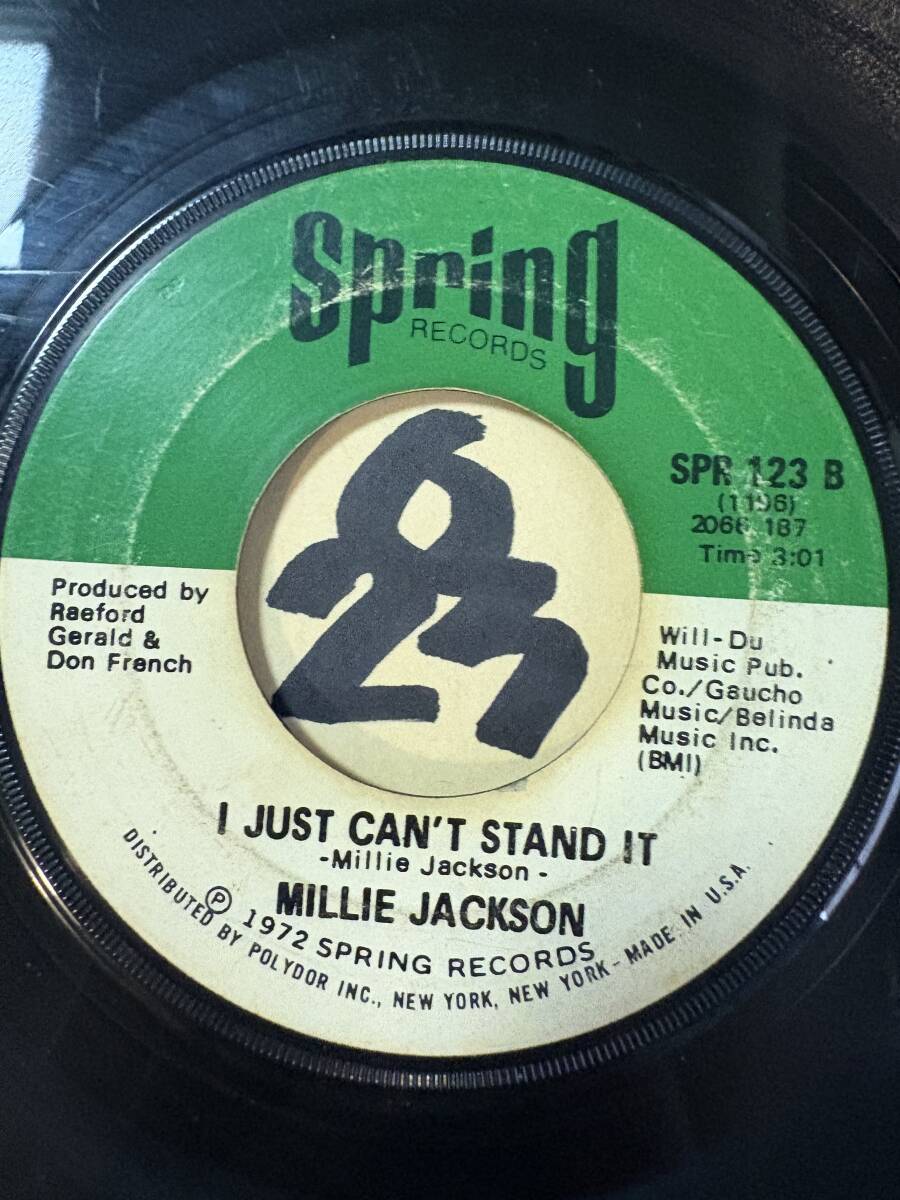 Spring
RECORDS
SPR 123 B
(1196)
2066 187
Time 3:01
Produced by
Raeford
Gerald &
Don French
Will-Du
Music Pub.
Co./Gaucho
Music/Belinda
Music Inc.
(BMI)
I JUST CAN'T STAND IT
-Millie Jackson-
MILLIE JACKSON
Ⓟ 1972 SPRING RECORDS
DISTRIBUTED BY POLYDOR INC., NEW YORK, NEW YORK - MADE IN U.S.A.